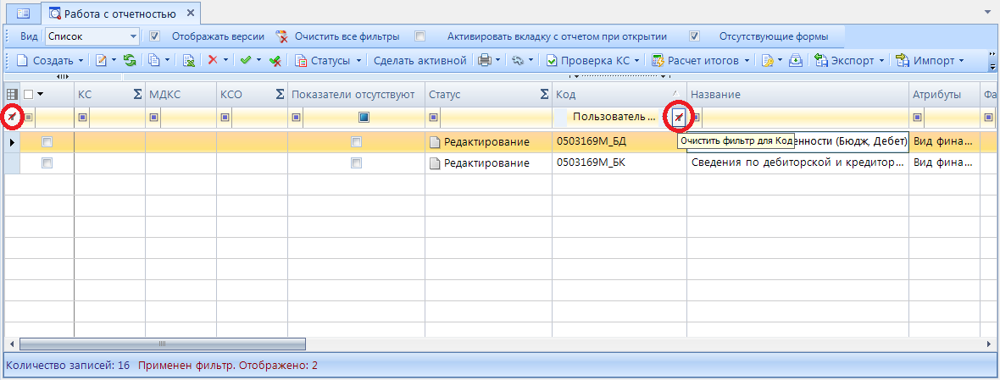 Работа с отчетностью
Вид Список Отображать версии Очистить все фильтры Активировать вкладку с отчетом при открытии Отсутствующие формы
Создать Статусы Сделать активной Проверка КС Расчет итогов Экспорт Импорт
КС Σ МДКС КСО Σ Показатели отсутствуют Статус Σ Код Название Атрибуты Фа
Пользователь ...
Очистить фильтр для Код
Редактирование 0503169М_БД енности (Бюдж, Дебет) Вид фина...
Редактирование 0503169М_БК Сведения по дебиторской и кредитор... Вид фина...
Количество записей: 16 Применен фильтр. Отображено: 2